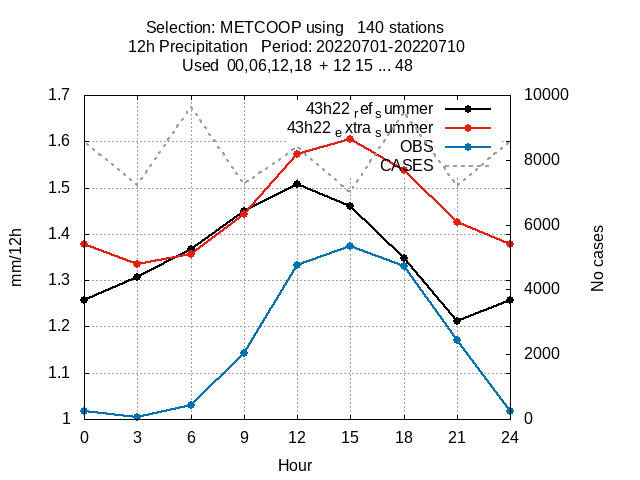 Selection: METCOOP using   140 stations
12h Precipitation   Period: 20220701-20220710
Used  00,06,12,18  + 12 15 ... 48
1.7
1.6
1.5
1.4
1.3
1.2
1.1
1
10000
8000
6000
4000
2000
0
43h22_ref_summer
43h22_extra_summer
OBS
CASES
mm/12h
No cases
0 3 6 9 12 15 18 21 24
Hour